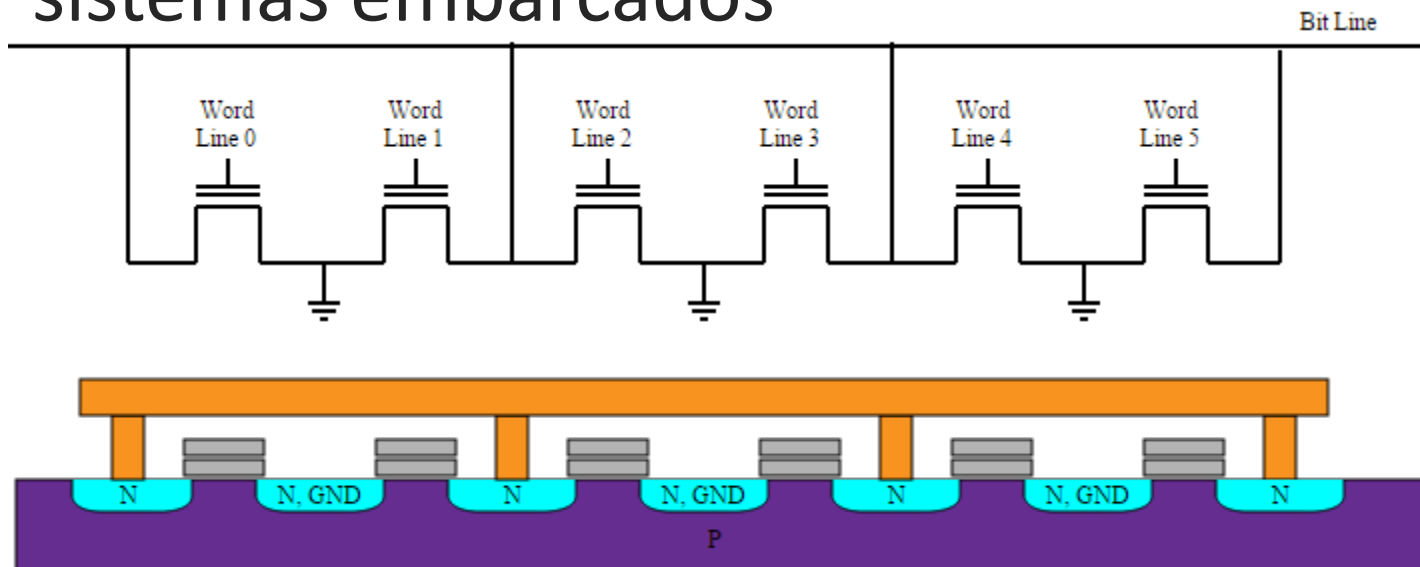 sistemas embarcados
Bit Line
Word
Line 0
Word
Line 1
Word
Line 2
Word
Line 3
Word
Line 4
Word
Line 5
N
N, GND
N
N, GND
N
N, GND
N
P